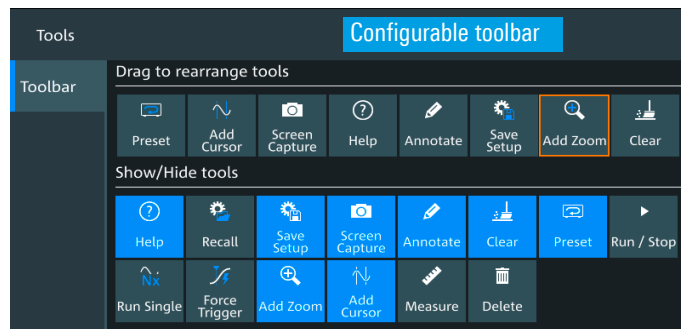 Tools
Configurable toolbar
Toolbar
Drag to rearrange tools
Preset
Add
Cursor
Screen
Capture
?
Help
Annotate
Save
Setup
Add Zoom
Clear
Show/Hide tools
?
Help
Recall
Save
Setup
Screen
Capture
Annotate
Clear
Preset
Run / Stop
Nx
Run Single
Force
Trigger
Add Zoom
Add
Cursor
Measure
Delete